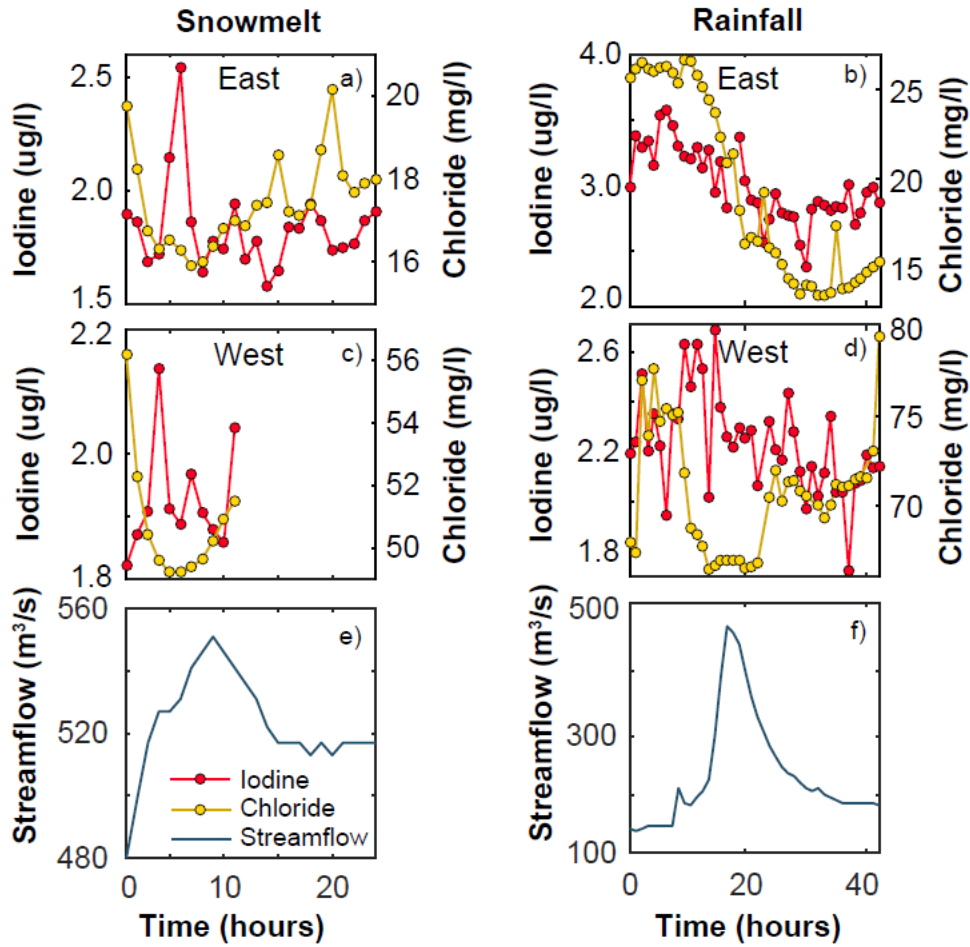 Snowmelt
Rainfall
East
a)
2.5
2.0
1.5
Iodine (ug/l)
20
18
16
Chloride (mg/l)
East
b)
4.0
3.0
2.0
Iodine (ug/l)
25
20
15
Chloride (mg/l)
West
c)
2.2
2.0
1.8
Iodine (ug/l)
56
54
52
50
Chloride (mg/l)
West
d)
2.6
2.2
1.8
Iodine (ug/l)
80
75
70
Chloride (mg/l)
e)
560
520
480
Streamflow (m³/s)
Iodine
Chloride
Streamflow
0
10
20
Time (hours)
f)
500
300
100
Streamflow (m³/s)
0
20
40
Time (hours)